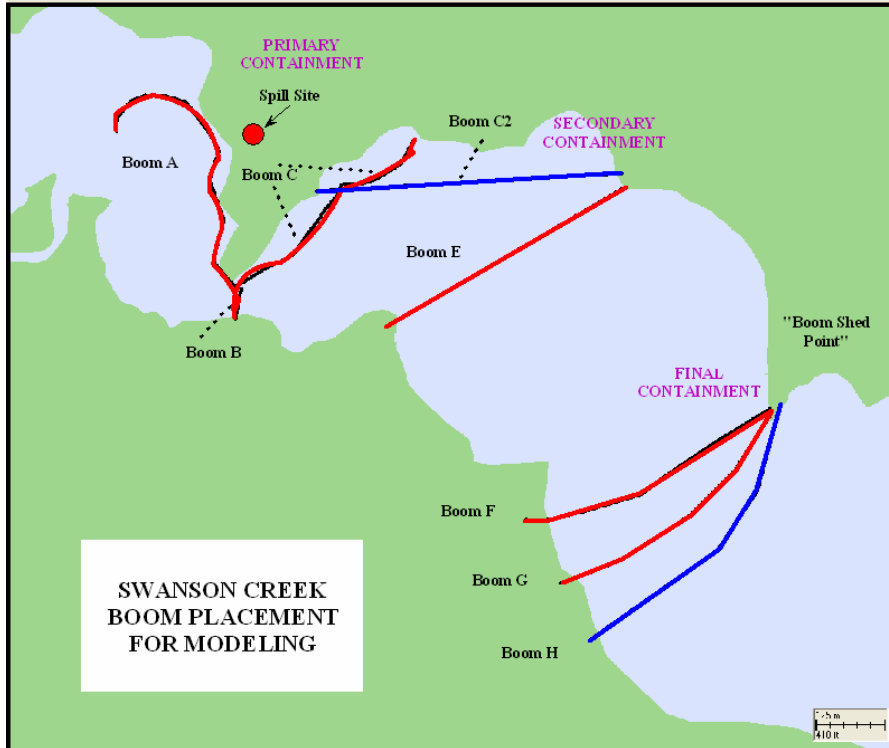 PRIMARY
CONTAINMENT
Spill Site
Boom C2
SECONDARY
CONTAINMENT
Boom A
Boom C
Boom E
"Boom Shed
Point"
Boom B
FINAL
CONTAINMENT
Boom F
Boom G
Boom H
SWANSON CREEK
BOOM PLACEMENT
FOR MODELING
410 ft